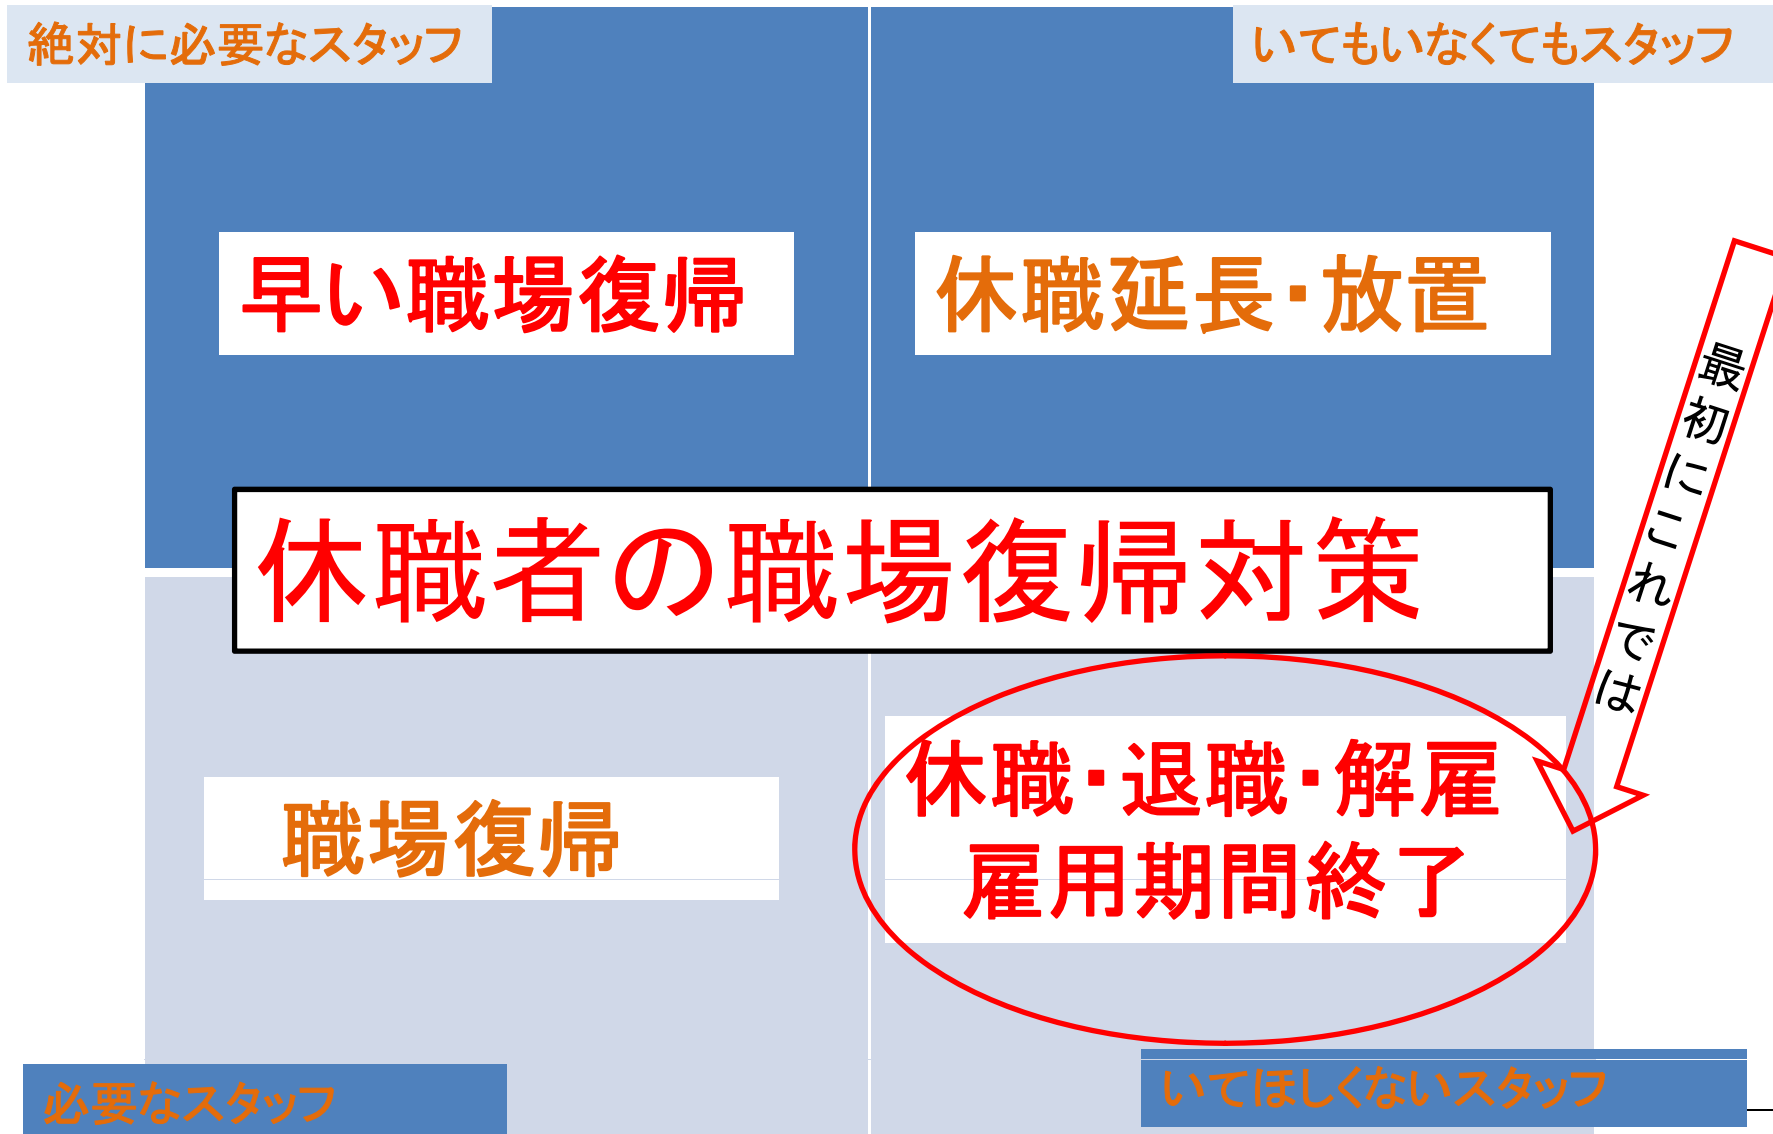 絶対に必要なスタッフ
いてもいなくてもスタッフ
早い職場復帰
休職延長・放置
最初にこれでは
休職者の職場復帰対策
職場復帰
休職・退職・解雇
雇用期間終了
必要なスタッフ
いてほしくないスタッフ